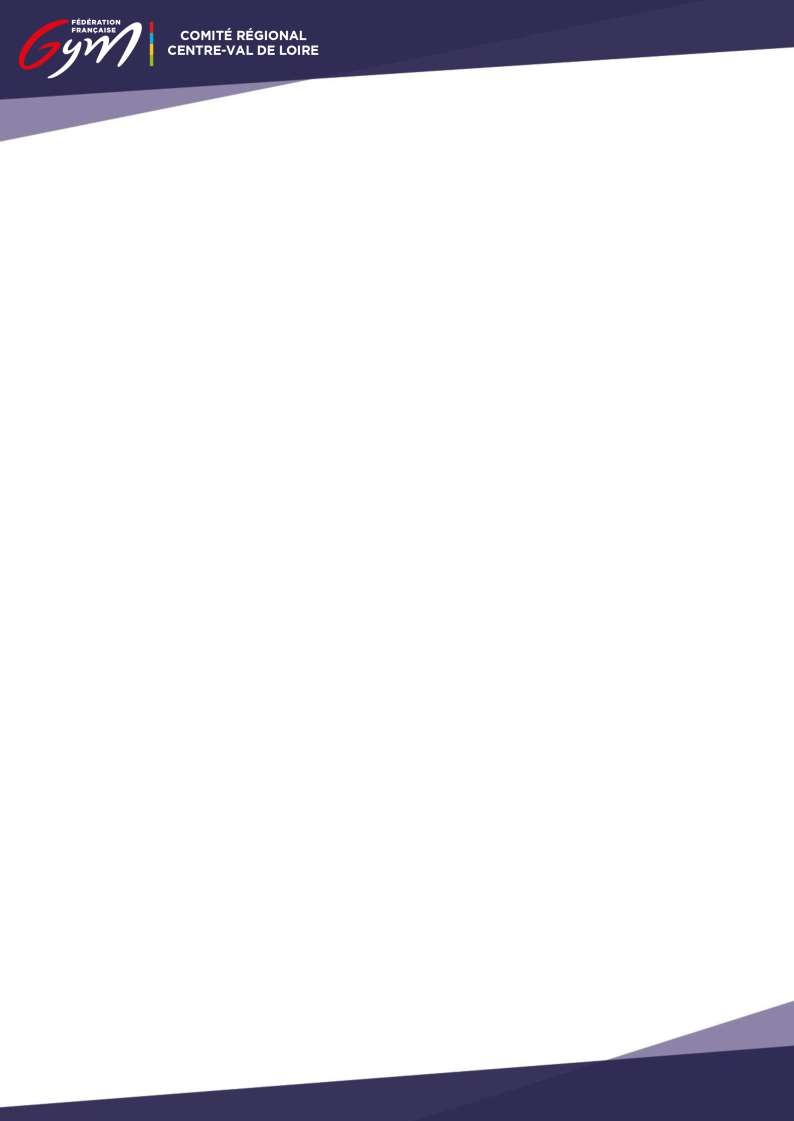 FÉDÉRATION
FRANÇAISE
Gym
COMITÉ RÉGIONAL
CENTRE-VAL DE LOIRE